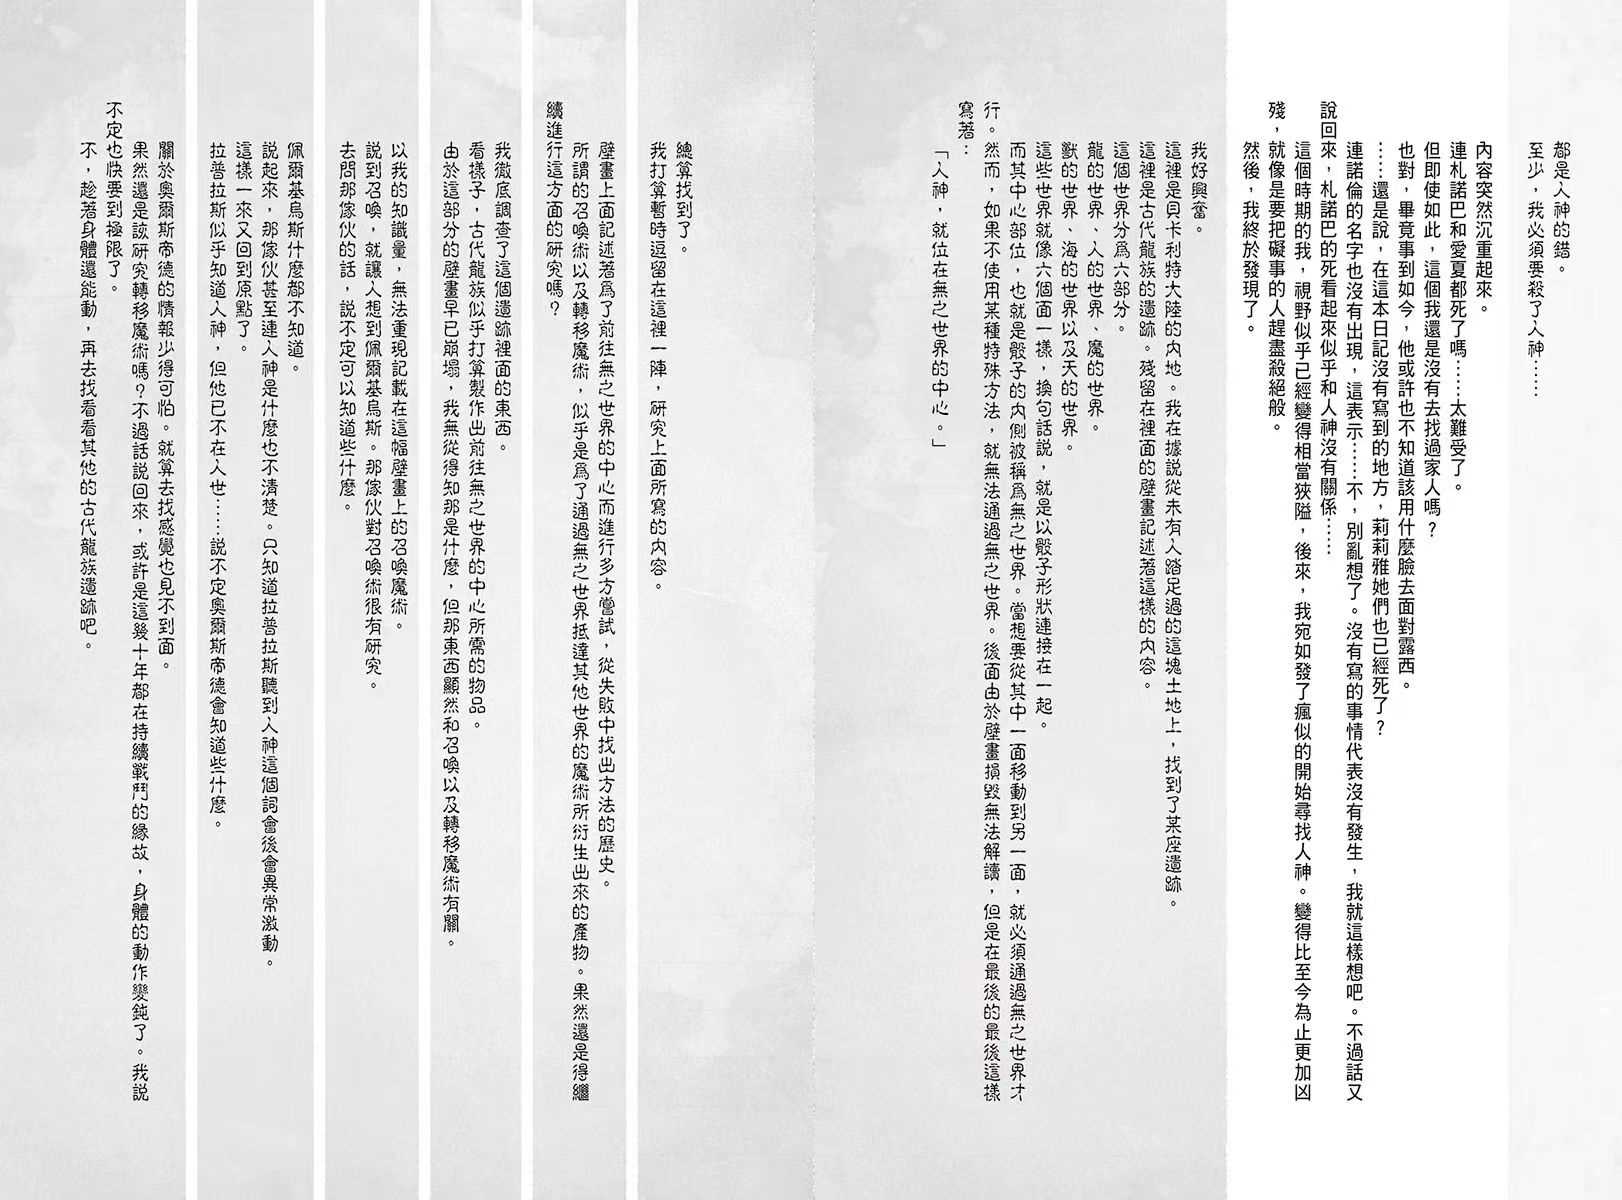 都是人神的錯。
至少，我必須要殺了人神……
內容突然沉重起來。
連札諾巴和愛夏都死了嗎……太難受了。
但即使如此，這個我還是沒有去找過家人嗎？
也對，畢竟事到如今，他或許也不知道該用什麼臉去面對露西。
……還是說，在這本日記沒有寫到的地方，莉莉雅她們也已經死了？
連諾倫的名字也沒有出現，這表示……不，別亂想了。沒有寫的事情代表沒有發生，我就這樣想吧。不過話又
說回來，札諾巴的死看起來似乎和人神沒有關係……
這個時期的我，視野似乎已經變得相當狹隘，後來，我宛如發了瘋似的開始尋找人神。變得比至今為止更加凶
殘，就像是要把礙事的人趕盡殺絕般。
然後，我終於發現了。
我好興奮。
這裡是貝卡利特大陸的內地。我在據說從未有人踏足過的這塊土地上，找到了某座遺跡。
這裡是古代龍族的遺跡。殘留在裡面的壁畫記述著這樣的內容。
這個世界分為六部分。
龍的世界、人的世界、魔的世界。
獸的世界、海的世界以及天的世界。
這些世界就像六個面一樣，換句話說，就是以骰子形狀連接在一起。
而其中心部位，也就是骰子的內側被稱為無之世界。當想要從其中一面移動到另一面，就必須通過無之世界才
行。然而，如果不使用某種特殊方法，就無法通過無之世界。後面由於壁畫損毀無法解讀，但是在最後的最後這樣
寫著：
「人神，就位在無之世界的中心。」
總算找到了。
我打算暫時逗留在這裡一陣，研究上面所寫的內容。
壁畫上面記述著為了前往無之世界的中心而進行多方嘗試，從失敗中找出方法的歷史。
所謂的召喚術以及轉移魔術，似乎是為了通過無之世界抵達其他世界的魔術所衍生出來的產物。果然還是得繼
續進行這方面的研究嗎？
我徹底調查了這個遺跡裡面的東西。
看樣子，古代龍族似乎打算製作出前往無之世界的中心所需的物品。
由於這部分的壁畫早已崩塌，我無從得知那是什麼，但那東西顯然和召喚以及轉移魔術有關。
以我的知識量，無法重現記載在這幅壁畫上的召喚魔術。
說到召喚，就讓人想到佩爾基烏斯。那傢伙對召喚術很有研究。
去問那傢伙的話，說不定可以知道些什麼。
佩爾基烏斯什麼都不知道。
說起來，那傢伙甚至連人神是什麼也不清楚。只知道拉普拉斯聽到人神這個詞會後會異常激動。
這樣一來又回到原點了。
拉普拉斯似乎知道人神，但他已不在人世……說不定奧爾斯帝德會知道些什麼。
關於奧爾斯帝德的情報少得可怕。就算去找感覺也見不到面。
果然還是該研究轉移魔術嗎？不過話說回來，或許是這幾十年都在持續戰鬥的緣故，身體的動作變鈍了。我說
不定也快要到極限了。
不，趁著身體還能動，再去找看看其他的古代龍族遺跡吧。